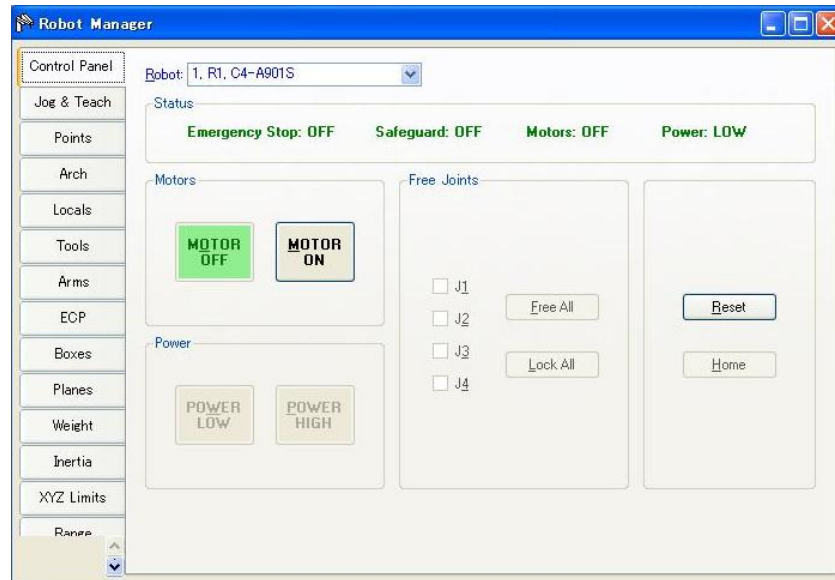 Robot Manager
Control Panel
Jog & Teach
Points
Arch
Locals
Tools
Arms
ECP
Boxes
Planes
Weight
Inertia
XYZ Limits
Range
Robot: 1, R1, C4-A901S
Status
Emergency Stop: OFF Safeguard: OFF Motors: OFF Power: LOW
Motors
MOTOR OFF
MOTOR ON
Power
POWER LOW
POWER HIGH
Free Joints
J1
J2
J3
J4
Free All
Lock All
Reset
Home